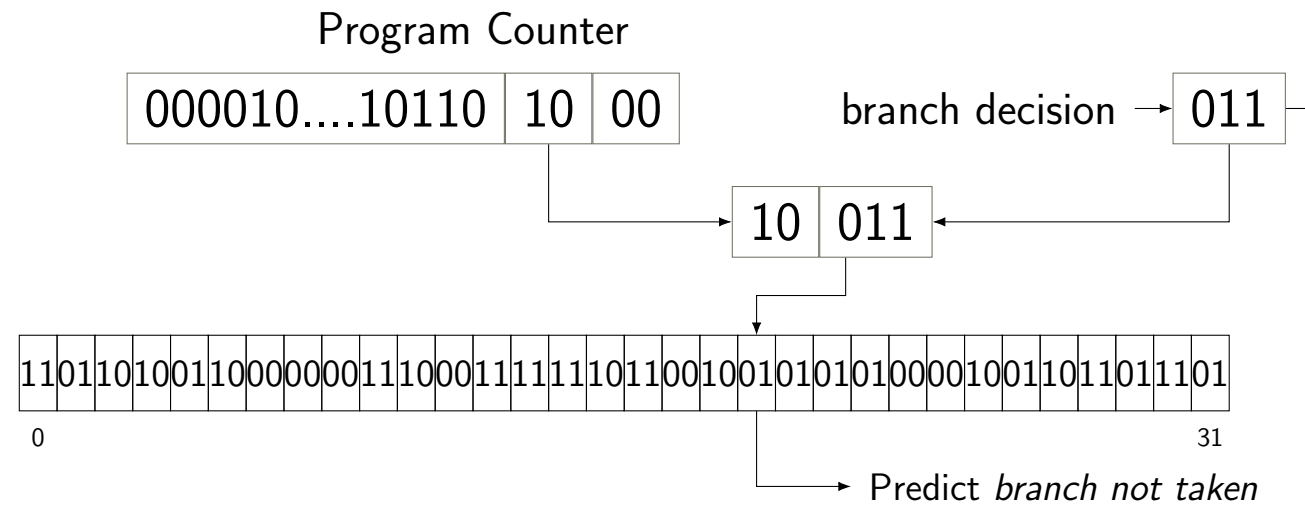 Program Counter
000010....10110 10 00
branch decision 011
10 011
11 01 10 10 01 10 00 00 00 11 10 00 11 11 11 10 11 00 10 01 01 01 01 00 00 10 01 10 11 01 11 01
0 31
Predict branch not taken